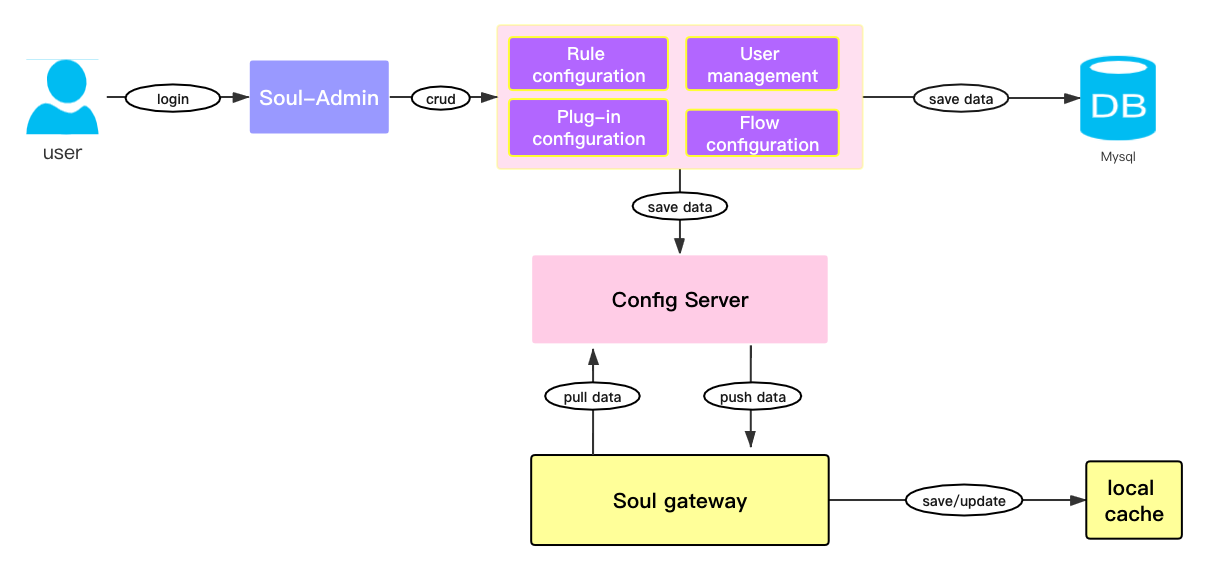 user
login
Soul-Admin
crud
Rule
configuration
User
management
Plug-in
configuration
Flow
configuration
save data
DB
Mysql
save data
Config Server
pull data
push data
Soul gateway
save/update
local
cache